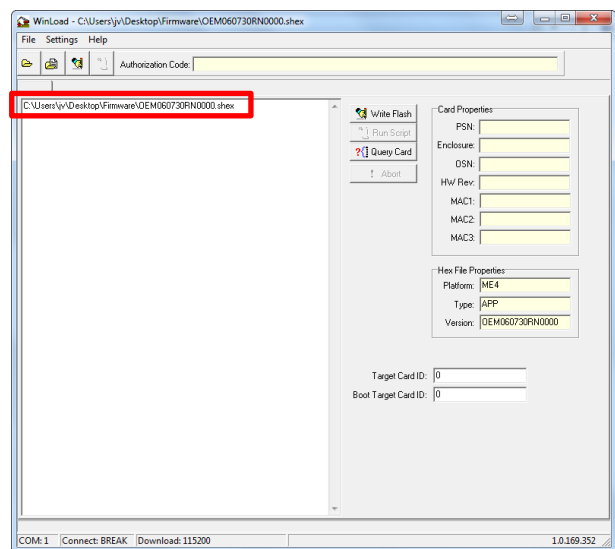 WinLoad - C:\Users\jv\Desktop\Firmware\OEM060730RN0000.shex
File Settings Help
Authorization Code:
C:\Users\jv\Desktop\Firmware\OEM060730RN0000.shex
Write Flash
Run Script
?{] Query Card
! Abort
Card Properties
PSN:
Enclosure:
OSN:
HW Rev:
MAC1:
MAC2:
MAC3:
Hex File Properties
Platform: ME4
Type: APP
Version: OEM060730RN0000
Target Card ID: 0
Boot Target Card ID: 0
COM: 1 Connect: BREAK Download: 115200 1.0.169.352